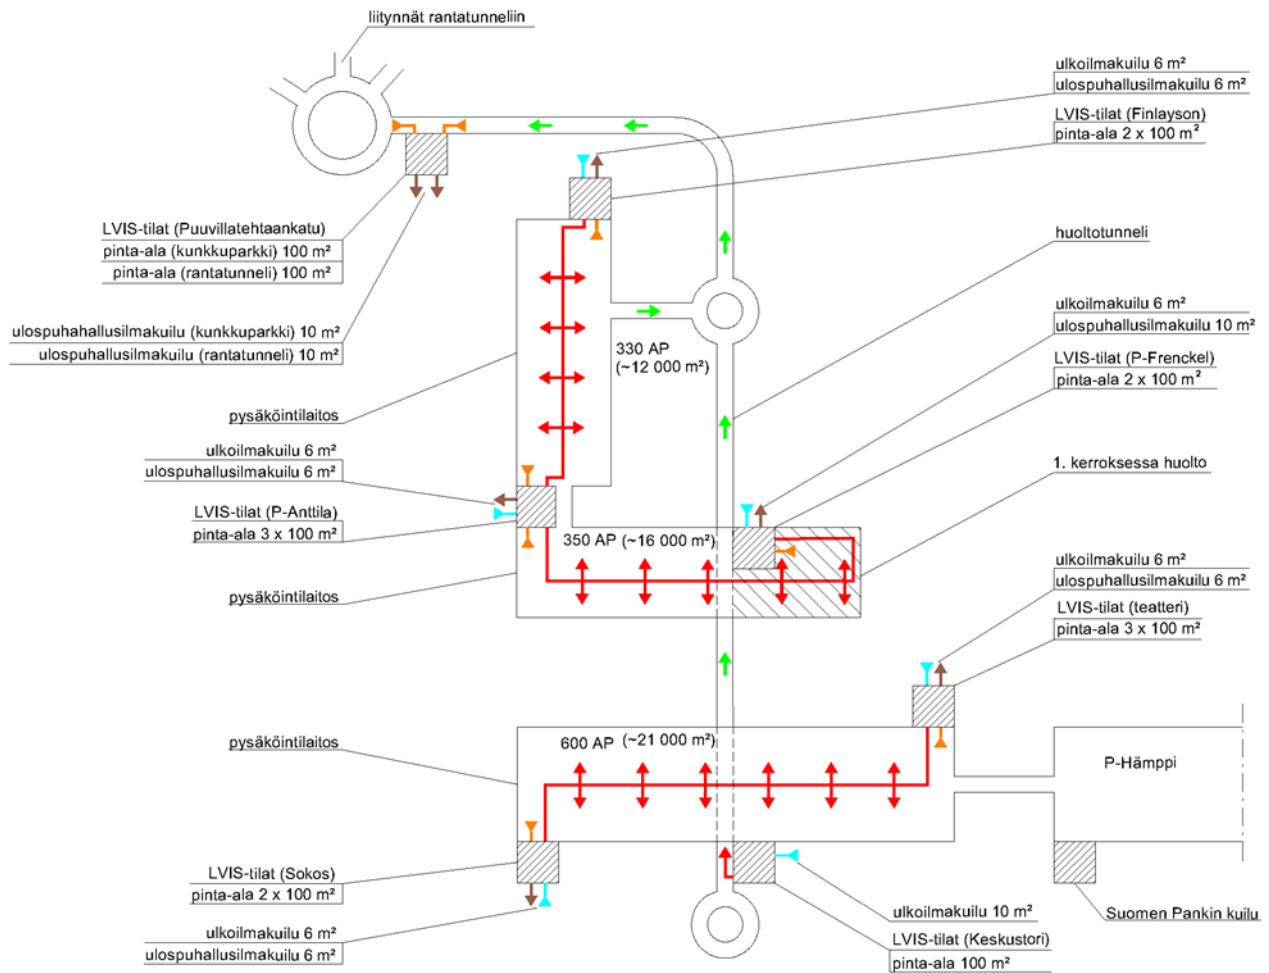 liitynnät rantatunneliin
ulkoilmakuilu 6 m²
ulospuhallusilmakuilu 6 m²
LVIS-tilat (Finlayson)
pinta-ala 2 x 100 m²
LVIS-tilat (Puuvillatehtaankatu)
pinta-ala (kunkkuparkki) 100 m²
pinta-ala (rantatunneli) 100 m²
huoltotunneli
ulospuhahallusilmakuilu (kunkkuparkki) 10 m²
ulospuhallusilmakuilu (rantatunneli) 10 m²
ulkoilmakuilu 6 m²
ulospuhallusilmakuilu 10 m²
330 AP
(~12 000 m²)
LVIS-tilat (P-Frenckel)
pinta-ala 2 x 100 m²
pysäköintilaitos
ulkoilmakuilu 6 m²
ulospuhallusilmakuilu 6 m²
1. kerroksessa huolto
LVIS-tilat (P-Anttila)
pinta-ala 3 x 100 m²
350 AP (~16 000 m²)
pysäköintilaitos
ulkoilmakuilu 6 m²
ulospuhallusilmakuilu 6 m²
LVIS-tilat (teatteri)
pinta-ala 3 x 100 m²
pysäköintilaitos
600 AP (~21 000 m²)
P-Hämppi
LVIS-tilat (Sokos)
pinta-ala 2 x 100 m²
ulkoilmakuilu 6 m²
ulospuhallusilmakuilu 6 m²
ulkoilmakuilu 10 m²
LVIS-tilat (Keskustori)
pinta-ala 100 m²
Suomen Pankin kuilu